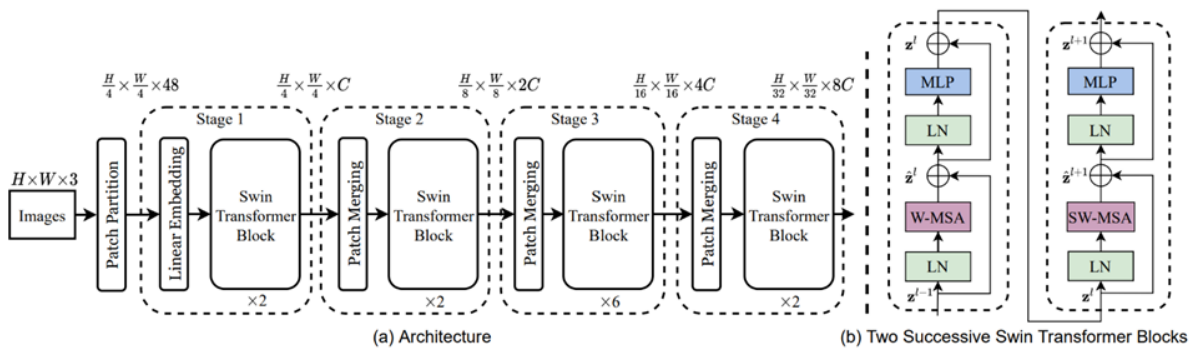 H/4 × W/4 × 48
H/4 × W/4 × C
H/8 × W/8 × 2C
H/16 × W/16 × 4C
H/32 × W/32 × 8C
Stage 1
Stage 2
Stage 3
Stage 4
H×W×3
Images
Patch Partition
Linear Embedding
Swin
Transformer
Block
×2
Patch Merging
Swin
Transformer
Block
×2
Patch Merging
Swin
Transformer
Block
×6
Patch Merging
Swin
Transformer
Block
×2
(a) Architecture
z^l
MLP
LN
ẑ^l
W-MSA
LN
z^{l-1}
z^{l+1}
MLP
LN
ẑ^{l+1}
SW-MSA
LN
z^l
(b) Two Successive Swin Transformer Blocks